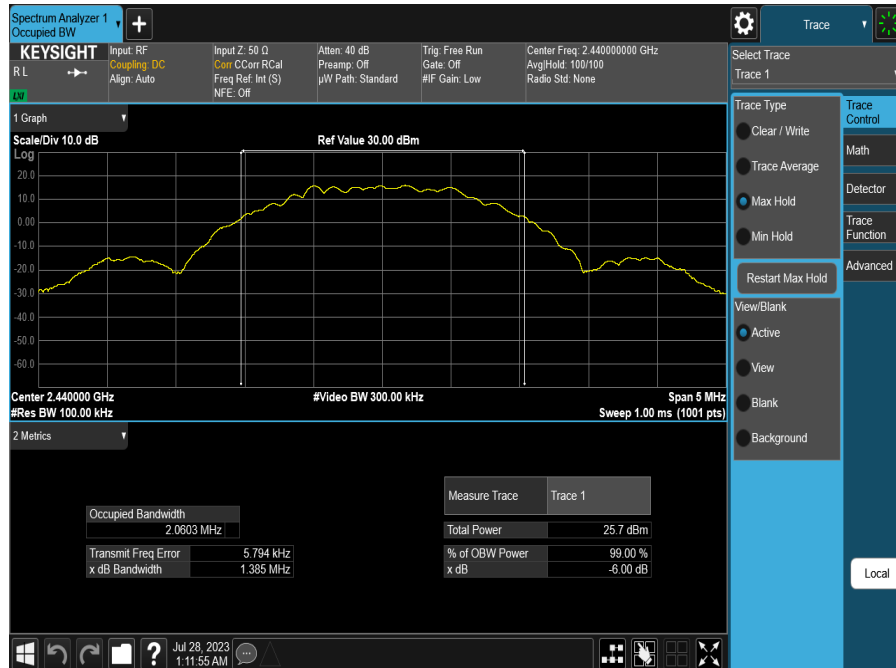 Spectrum Analyzer 1
Occupied BW
+
Trace
KEYSIGHT
R L
LXI
Input: RF
Coupling: DC
Align: Auto
Input Z: 50 Ω
Corr CCorr RCal
Freq Ref: Int (S)
NFE: Off
Atten: 40 dB
Preamp: Off
µW Path: Standard
Trig: Free Run
Gate: Off
#IF Gain: Low
Center Freq: 2.440000000 GHz
Avg|Hold: 100/100
Radio Std: None
Select Trace
Trace 1
1 Graph
Scale/Div 10.0 dB
Ref Value 30.00 dBm
Log
20.0
10.0
0.00
-10.0
-20.0
-30.0
-40.0
-50.0
-60.0
Center 2.440000 GHz
#Video BW 300.00 kHz
Span 5 MHz
#Res BW 100.00 kHz
Sweep 1.00 ms (1001 pts)
Trace Type
Clear / Write
Trace Average
Max Hold
Min Hold
Restart Max Hold
View/Blank
Active
View
Blank
Background
Trace
Control
Math
Detector
Trace
Function
Advanced
Local
2 Metrics
Measure Trace Trace 1
Occupied Bandwidth
2.0603 MHz
Total Power 25.7 dBm
Transmit Freq Error 5.794 kHz
% of OBW Power 99.00 %
x dB Bandwidth 1.385 MHz
x dB -6.00 dB
?
Jul 28, 2023
1:11:55 AM